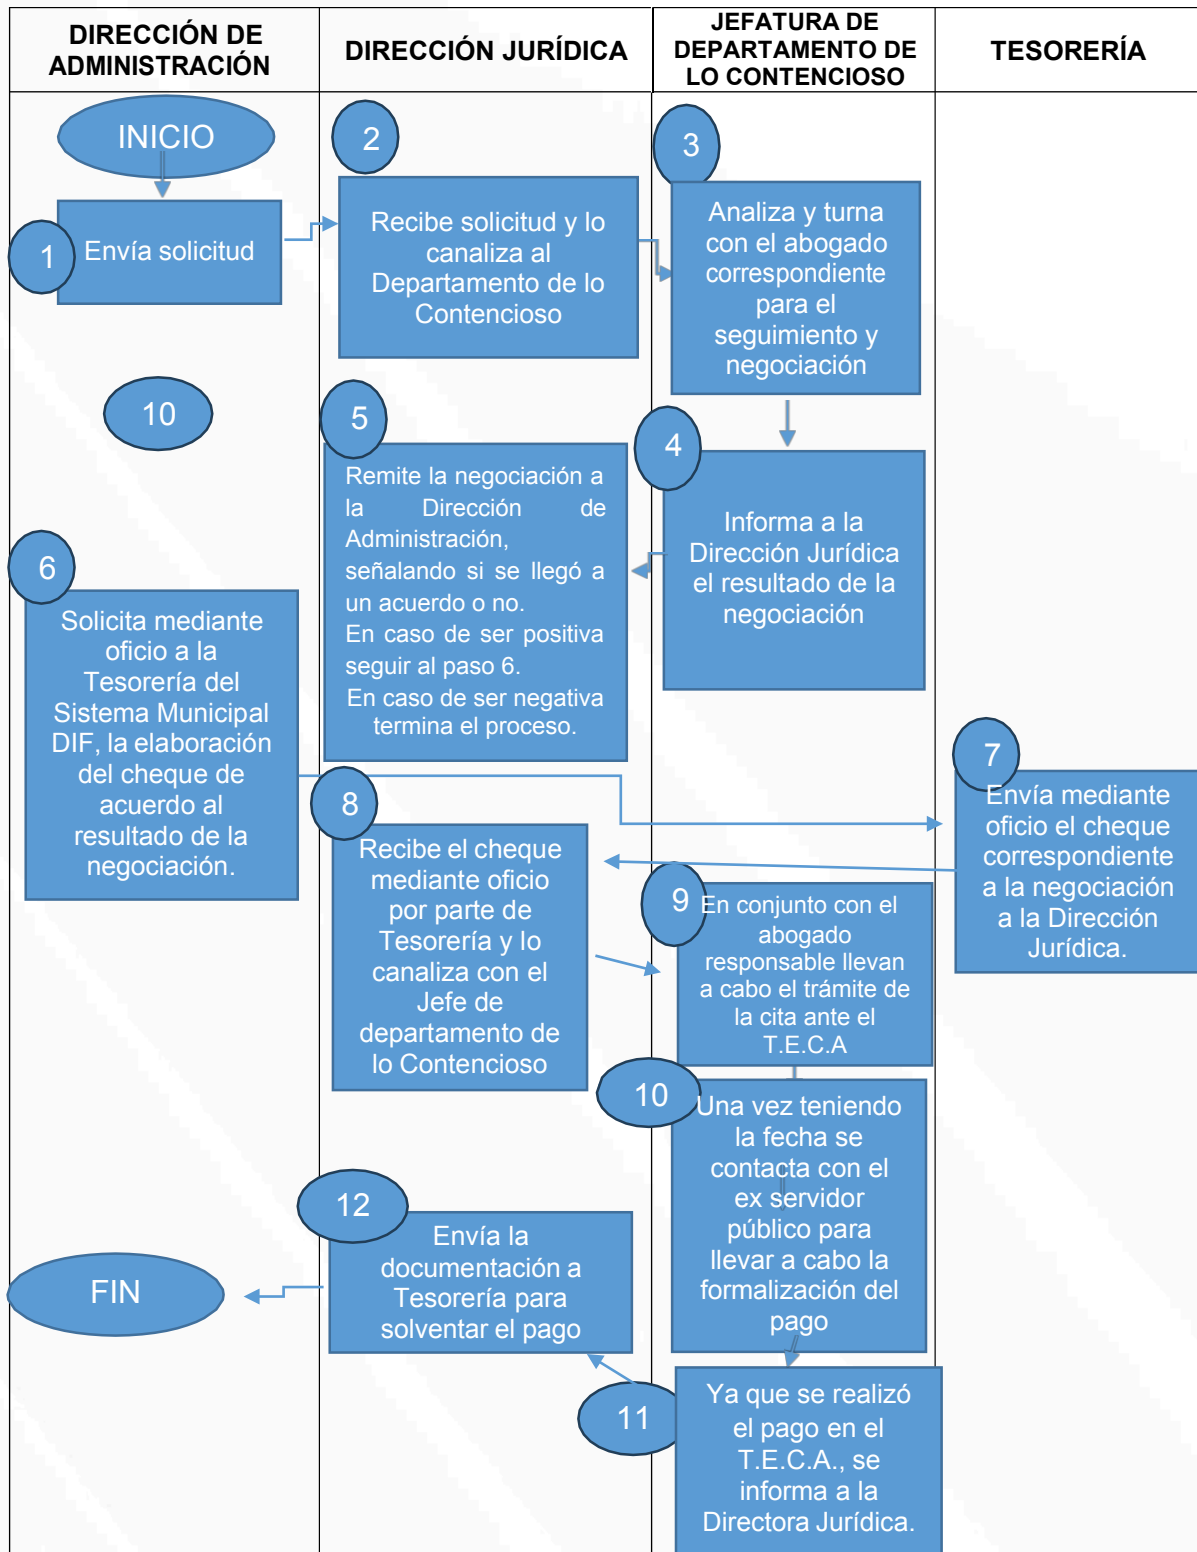 DIRECCIÓN DE
ADMINISTRACIÓN
DIRECCIÓN JURÍDICA
JEFATURA DE
DEPARTAMENTO DE
LO CONTENCIOSO
TESORERÍA
INICIO
1
Envía solicitud
2
Recibe solicitud y lo
canaliza al
Departamento de lo
Contencioso
3
Analiza y turna
con el abogado
correspondiente
para el
seguimiento y
negociación
10
4
Informa a la
Dirección Jurídica
el resultado de la
negociación
5
Remite la negociación a
la Dirección de
Administración,
señalando si se llegó a
un acuerdo o no.
En caso de ser positiva
seguir al paso 6.
En caso de ser negativa
termina el proceso.
6
Solicita mediante
oficio a la
Tesorería del
Sistema Municipal
DIF, la elaboración
del cheque de
acuerdo al
resultado de la
negociación.
7
Envía mediante
oficio el cheque
correspondiente
a la negociación
a la Dirección
Jurídica.
8
Recibe el cheque
mediante oficio
por parte de
Tesorería y lo
canaliza con el
Jefe de
departamento de
lo Contencioso
9
En conjunto con el
abogado
responsable llevan
a cabo el trámite de
la cita ante el
T.E.C.A
10
Una vez teniendo
la fecha se
contacta con el
ex servidor
público para
llevar a cabo la
formalización del
pago
11
Ya que se realizó
el pago en el
T.E.C.A., se
informa a la
Directora Jurídica.
12
Envía la
documentación a
Tesorería para
solventar el pago
FIN